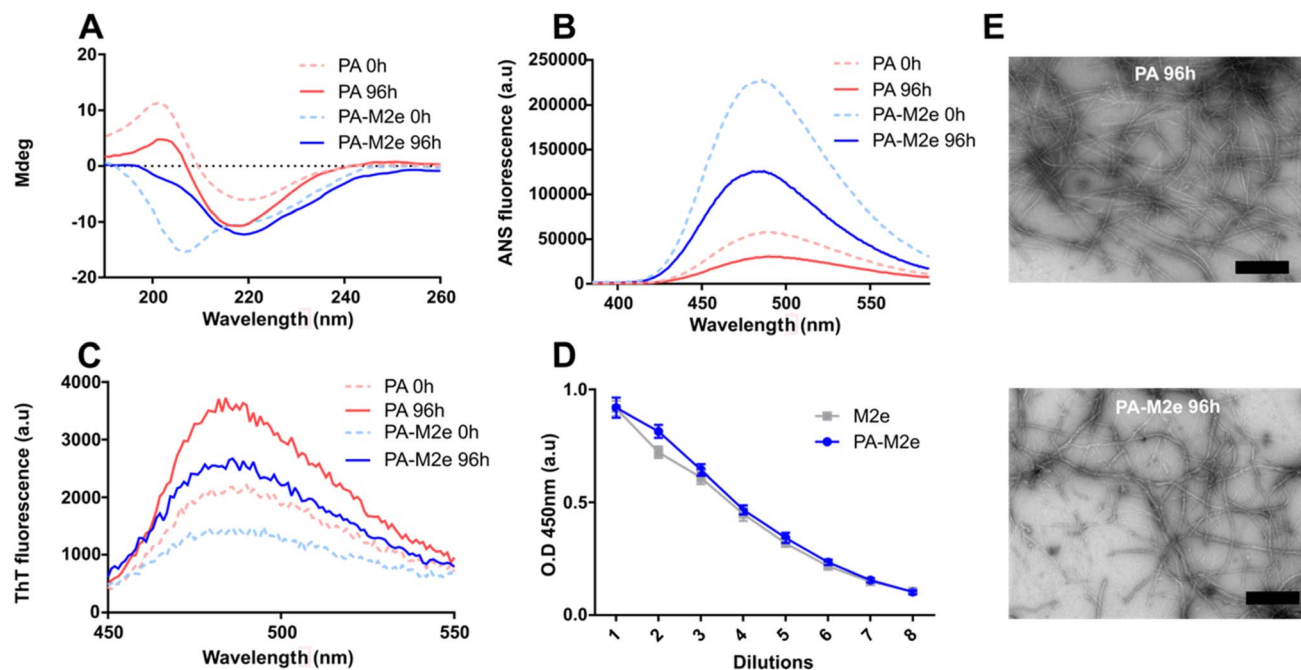 A
Mdeg
20
10
0
-10
-20
200
220
240
260
Wavelength (nm)
PA 0h
PA 96h
PA-M2e 0h
PA-M2e 96h
B
ANS fluorescence (a.u)
250000
200000
150000
100000
50000
0
400
450
500
550
Wavelength (nm)
PA 0h
PA 96h
PA-M2e 0h
PA-M2e 96h
E
PA 96h
PA-M2e 96h
C
ThT fluorescence (a.u)
4000
3000
2000
1000
0
450
500
550
Wavelength (nm)
PA 0h
PA 96h
PA-M2e 0h
PA-M2e 96h
D
O.D 450nm (a.u)
1.0
0.5
0.0
1
2
3
4
5
6
7
8
Dilutions
M2e
PA-M2e